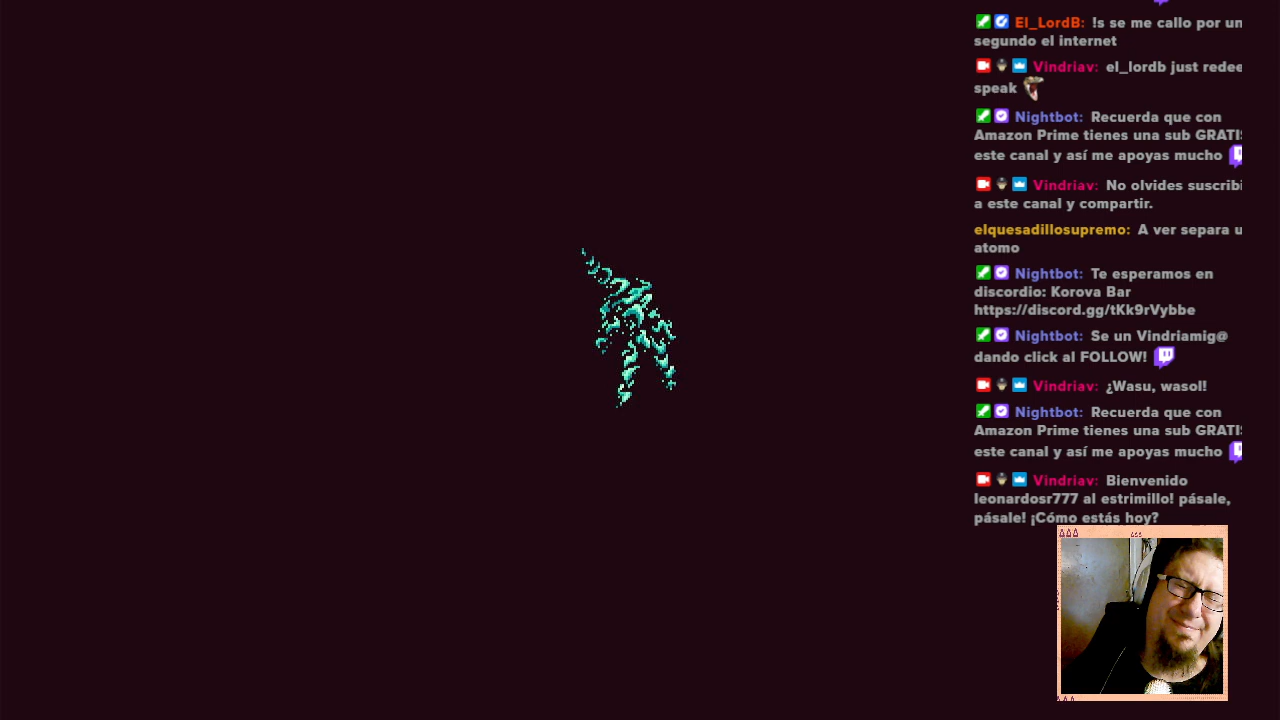 El_LordB: !s se me callo por un
segundo el internet
Vindriav: el_lordb just redee
speak
Nightbot: Recuerda que con
Amazon Prime tienes una sub GRATIS
este canal y así me apoyas mucho
Vindriav: No olvides suscribi
a este canal y compartir.
elquesadillosupremo: A ver separa u
atomo
Nightbot: Te esperamos en
discordio: Korova Bar
https://discord.gg/tKk9rVybbe
Nightbot: Se un Vindriamig@
dando click al FOLLOW!
Vindriav: ¿Wasu, wasol!
Nightbot: Recuerda que con
Amazon Prime tienes una sub GRATIS
este canal y así me apoyas mucho
Vindriav: Bienvenido
leonardosr777 al estrimillo! pásale,
pásale! ¡Cómo estás hoy?